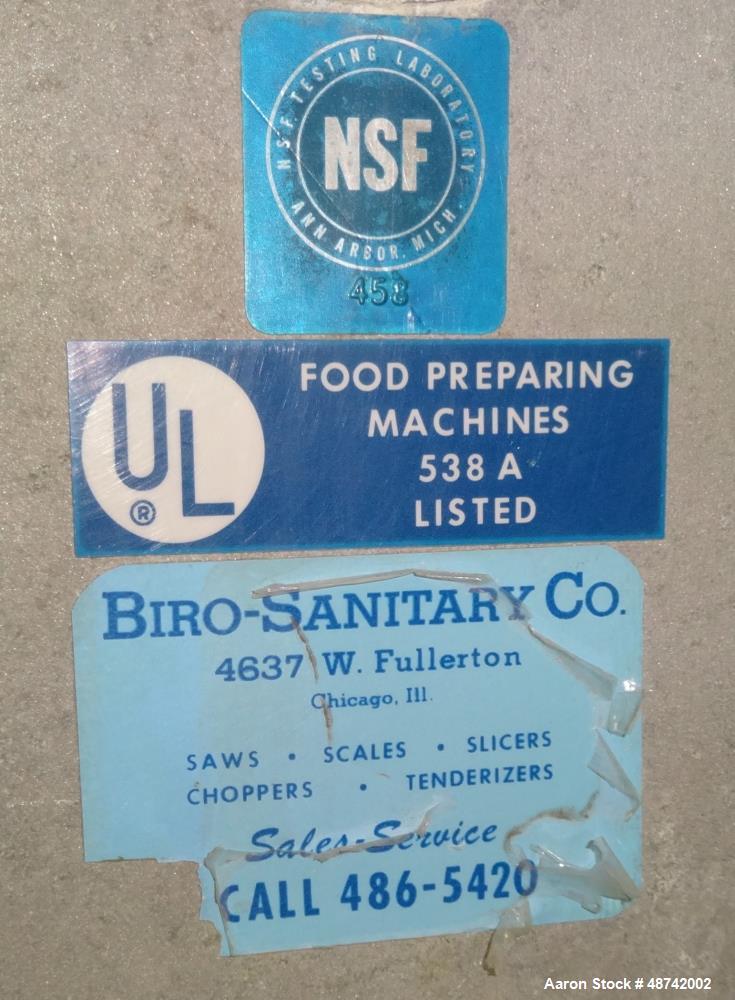 N.S.F. TESTING LABORATORY
NSF
ANN ARBOR. MICH.
458
UL
®
FOOD PREPARING
MACHINES
538 A
LISTED
BIRO-SANITARY CO.
4637 W. Fullerton
Chicago, Ill.
SAWS • SCALES • SLICERS
CHOPPERS • TENDERIZERS
Sales-Service
CALL 486-5420
Aaron Stock # 48742002